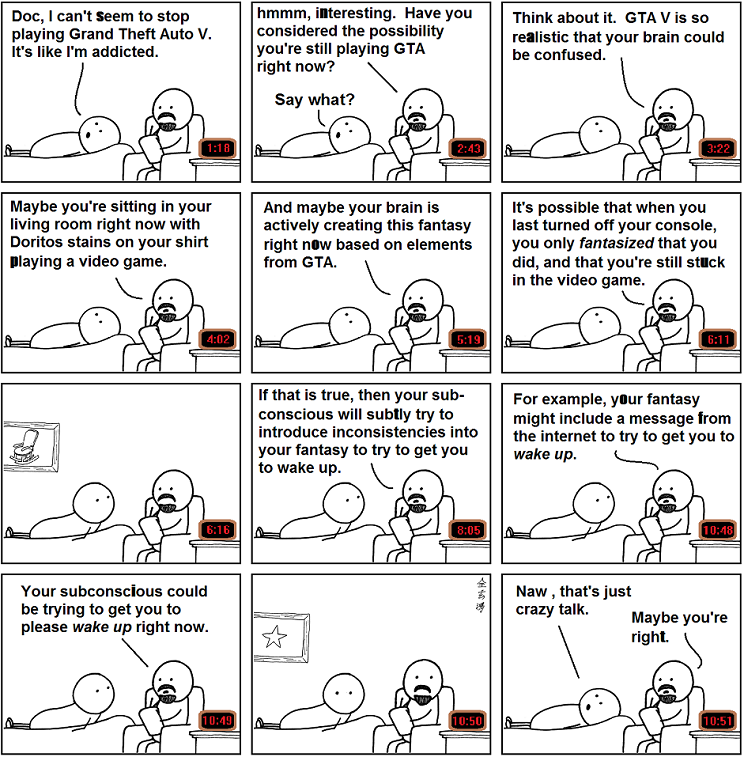 Doc, I can't seem to stop
playing Grand Theft Auto V.
It's like I'm addicted.
1:18
hmmm, interesting. Have you
considered the possibility
you're still playing GTA
right now?
Say what?
2:43
Think about it. GTA V is so
realistic that your brain could
be confused.
3:22
Maybe you're sitting in your
living room right now with
Doritos stains on your shirt
playing a video game.
4:02
And maybe your brain is
actively creating this fantasy
right now based on elements
from GTA.
5:19
It's possible that when you
last turned off your console,
you only fantasized that you
did, and that you're still stuck
in the video game.
6:11
6:16
If that is true, then your sub-
conscious will subtly try to
introduce inconsistencies into
your fantasy to try to get you
to wake up.
8:05
For example, your fantasy
might include a message from
the internet to try to get you to
wake up.
10:48
Your subconscious could
be trying to get you to
please wake up right now.
10:49
10:50
Naw , that's just
crazy talk.
Maybe you're
right.
10:51